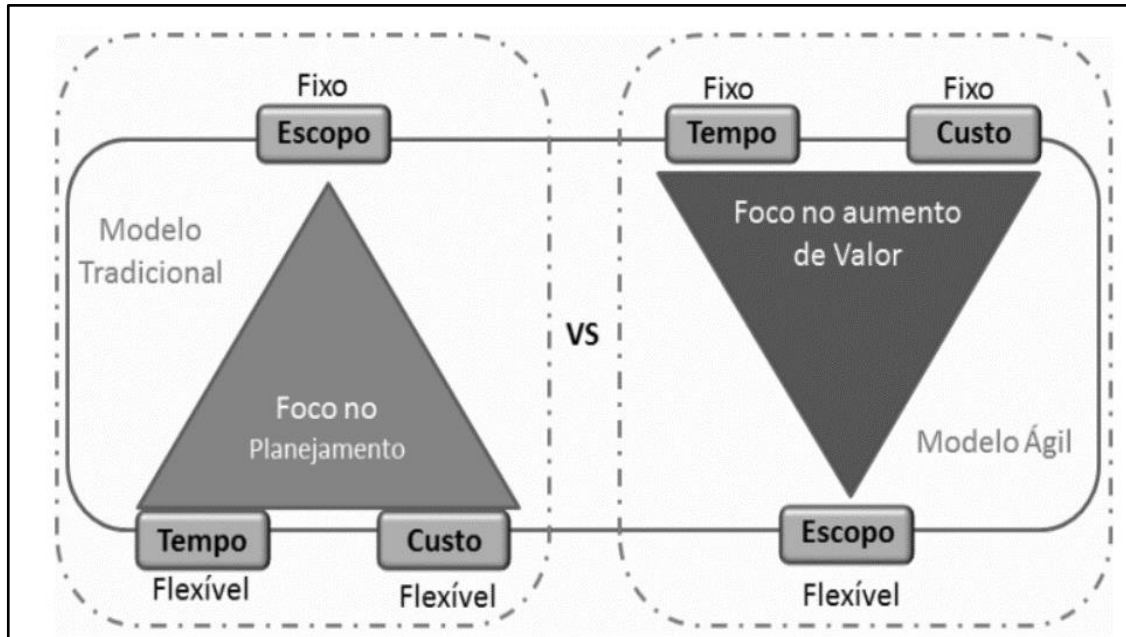 Fixo
Escopo
Modelo
Tradicional
Foco no
Planejamento
Tempo
Custo
Flexível
Flexível
VS
Fixo
Fixo
Tempo
Custo
Foco no aumento
de Valor
Modelo Ágil
Escopo
Flexível